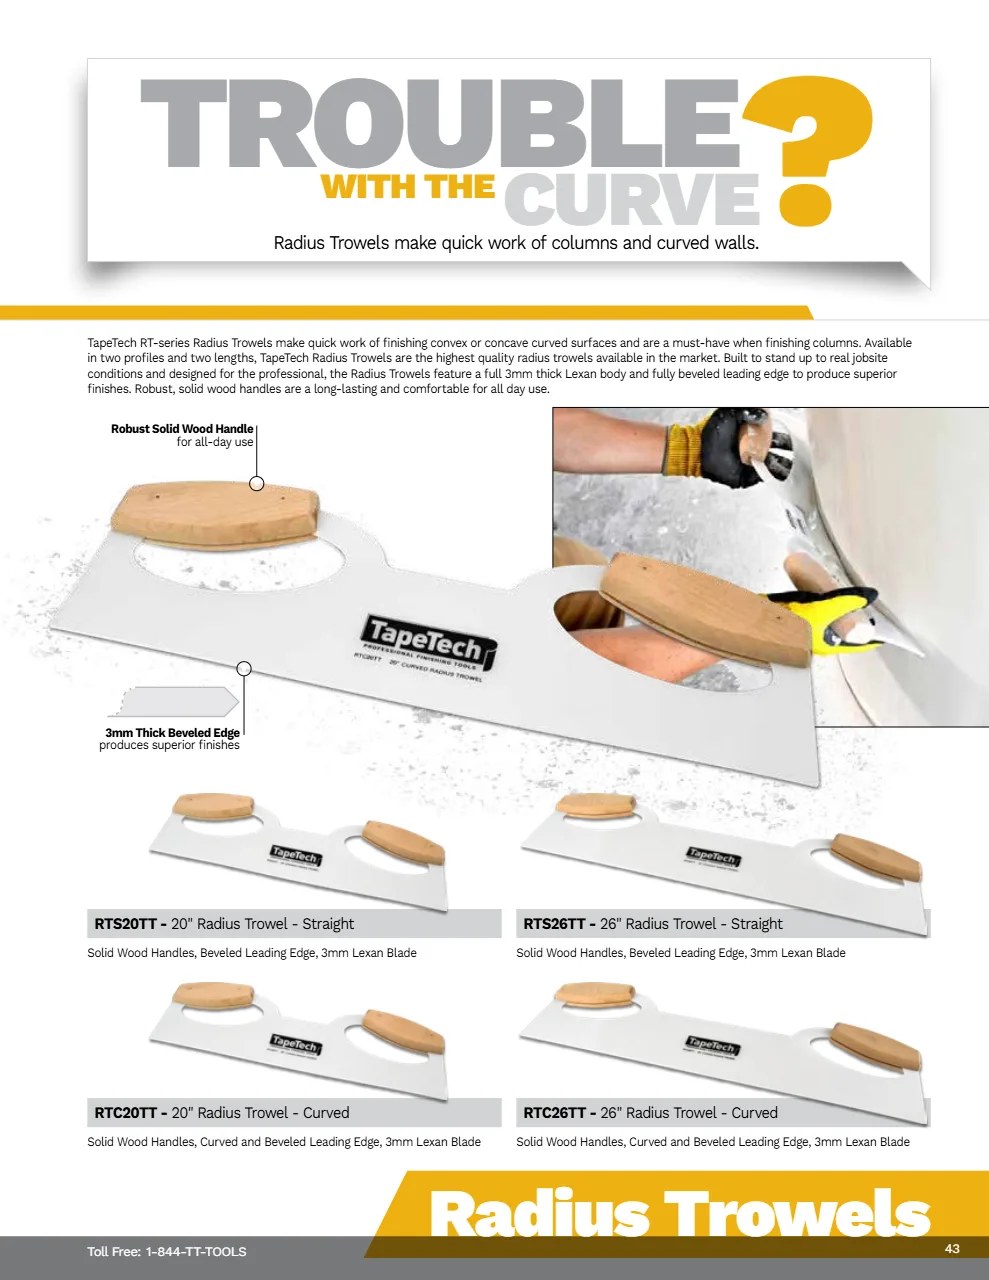 TROUBLE?
WITH THE CURVE
Radius Trowels make quick work of columns and curved walls.
TapeTech RT-series Radius Trowels make quick work of finishing convex or concave curved surfaces and are a must-have when finishing columns. Available
in two profiles and two lengths, TapeTech Radius Trowels are the highest quality radius trowels available in the market. Built to stand up to real jobsite
conditions and designed for the professional, the Radius Trowels feature a full 3mm thick Lexan body and fully beveled leading edge to produce superior
finishes. Robust, solid wood handles are a long-lasting and comfortable for all day use.
Robust Solid Wood Handle
for all-day use
TapeTech
PROFESSIONAL FINISHING TOOLS
RTC20TT 20" CURVED RADIUS TROWEL
3mm Thick Beveled Edge
produces superior finishes
TapeTech
TapeTech
RTS20TT - 20" Radius Trowel - Straight
Solid Wood Handles, Beveled Leading Edge, 3mm Lexan Blade
RTS26TT - 26" Radius Trowel - Straight
Solid Wood Handles, Beveled Leading Edge, 3mm Lexan Blade
TapeTech
TapeTech
RTC20TT - 20" Radius Trowel - Curved
Solid Wood Handles, Curved and Beveled Leading Edge, 3mm Lexan Blade
RTC26TT - 26" Radius Trowel - Curved
Solid Wood Handles, Curved and Beveled Leading Edge, 3mm Lexan Blade
Radius Trowels
Toll Free: 1-844-TT-TOOLS
43